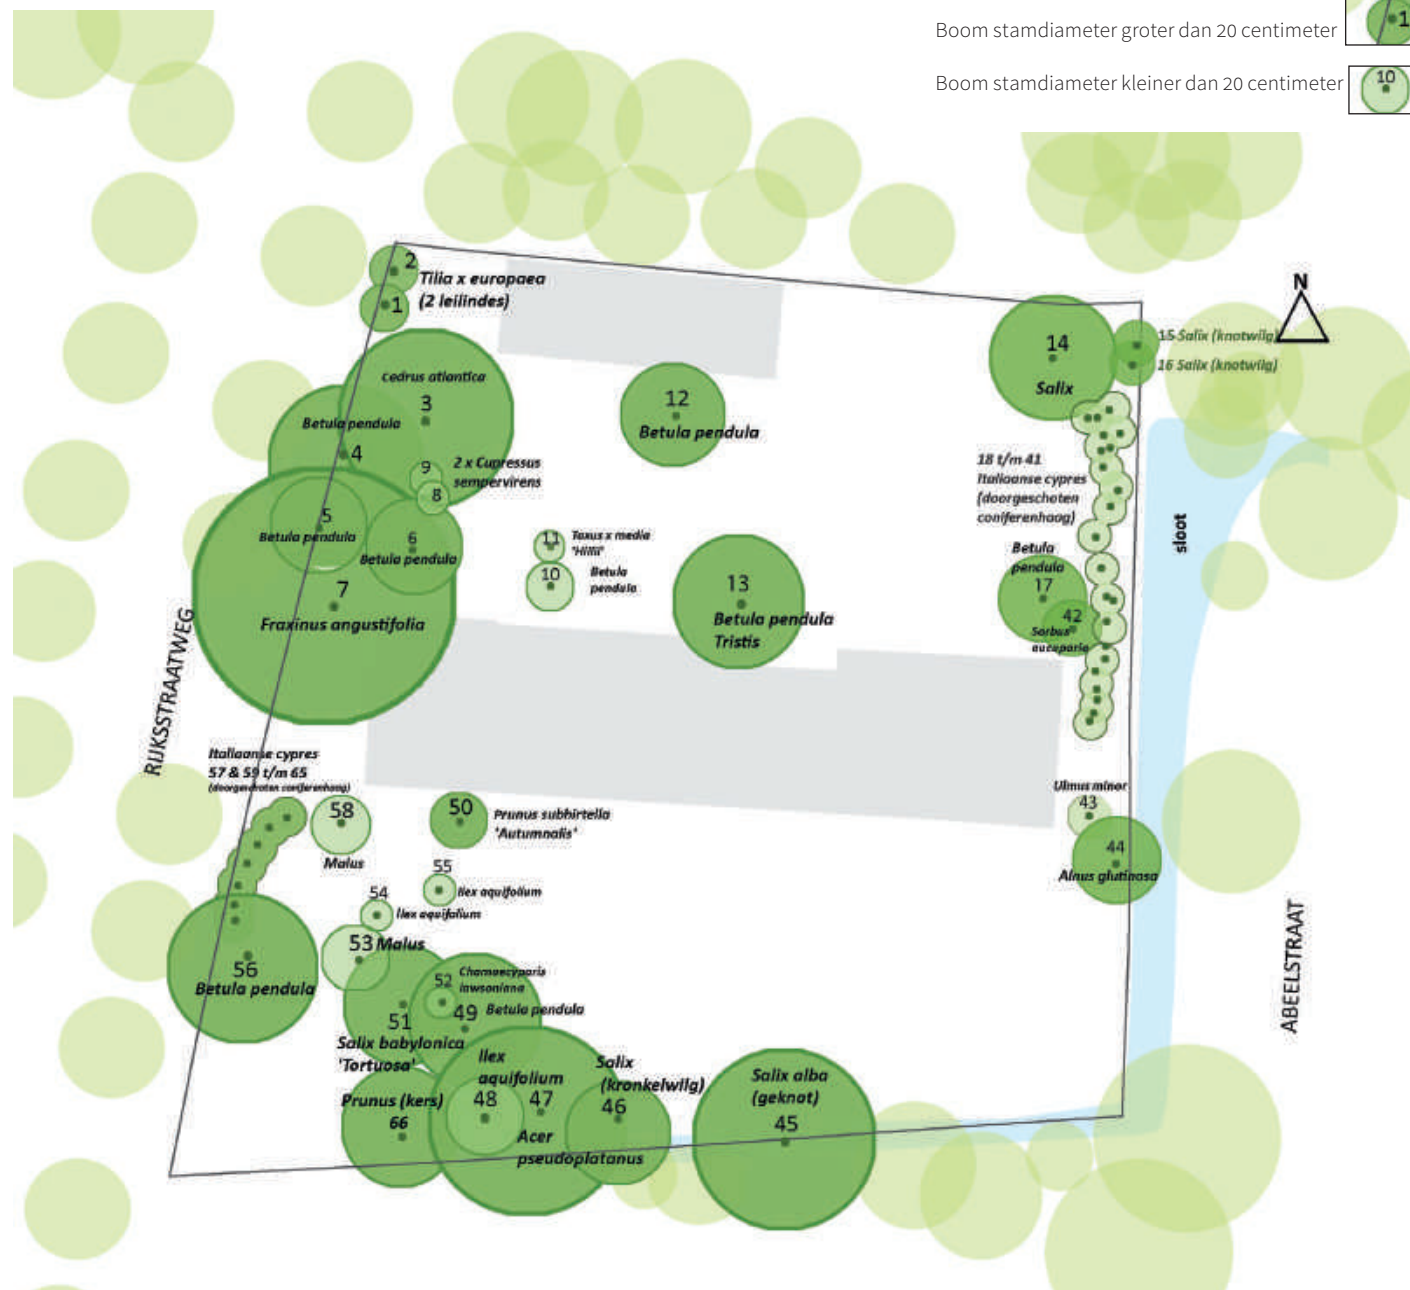 Boom stamdiameter groter dan 20 centimeter
1
Boom stamdiameter kleiner dan 20 centimeter
10
2
Tilia x europaea
1
(2 leilindes)
N
Cedrus atlantica
3
Betula pendula
4
9
2 x Cupressus
sempervirens
8
5
Betula pendula
6
Betula pendula
7
Fraxinus angustifolia
12
Betula pendula
14
Salix
15 Salix (knotwilg)
16 Salix (knotwilg)
18 t/m 41
Italiaanse cypres
(doorgeschoten
coniferenhaag)
sloot
11
Taxus x media
"Hillii"
10
Betula
pendula
13
Betula pendula
Tristis
Betula
pendula
17
42
Sorbus
aucuparia
RIJKSSTRAATWEG
Italiaanse cypres
57 & 59 t/m 65
(doorgeschoten coniferenhaag)
58
Malus
50
Prunus subhirtella
'Autumnalis'
Ulmus minor
43
44
Alnus glutinosa
55
Ilex aquifolium
54
Ilex aquifolium
53 Malus
56
Betula pendula
52
Chamaecyparis
lawsoniana
49
Betula pendula
51
Salix babylonica
'Tortuosa'
Ilex
aquifolium
48
47
Acer
pseudoplatanus
Salix
(kronkelwilg)
46
Prunus (kers)
66
Salix alba
(geknot)
45
ABEELSTRAAT